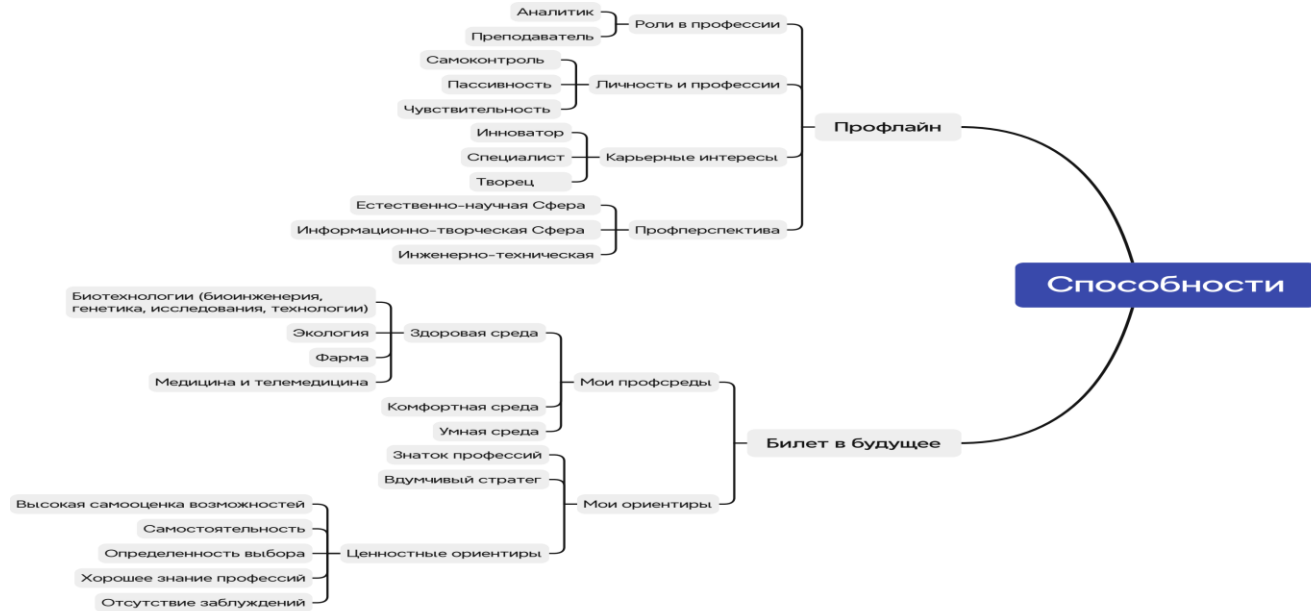 Аналитик
Преподаватель
Роли в профессии
Самоконтроль
Пассивность
Чувствительность
Личность и профессии
Инноватор
Специалист
Творец
Карьерные интересы
Естественно-научная Сфера
Информационно-творческая Сфера
Инженерно-техническая
Профперспектива
Профлайн
Способности
Биотехнологии (биоинженерия,
генетика, исследования, технологии)
Экология
Фарма
Медицина и телемедицина
Здоровая среда
Комфортная среда
Умная среда
Мои профсреды
Знаток профессий
Вдумчивый стратег
Высокая самооценка возможностей
Самостоятельность
Определенность выбора
Хорошее знание профессий
Отсутствие заблуждений
Ценностные ориентиры
Мои ориентиры
Билет в будущее